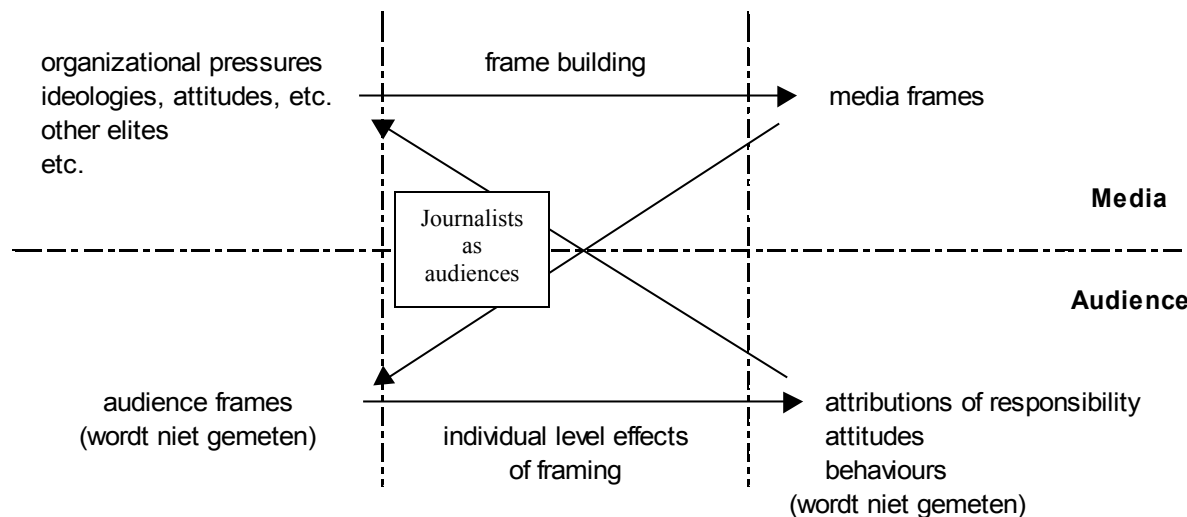 organizational pressures
ideologies, attitudes, etc.
other elites
etc.
frame building
media frames
Journalists
as
audiences
Media
Audience
audience frames
(wordt niet gemeten)
individual level effects
of framing
attributions of responsibility
attitudes
behaviours
(wordt niet gemeten)